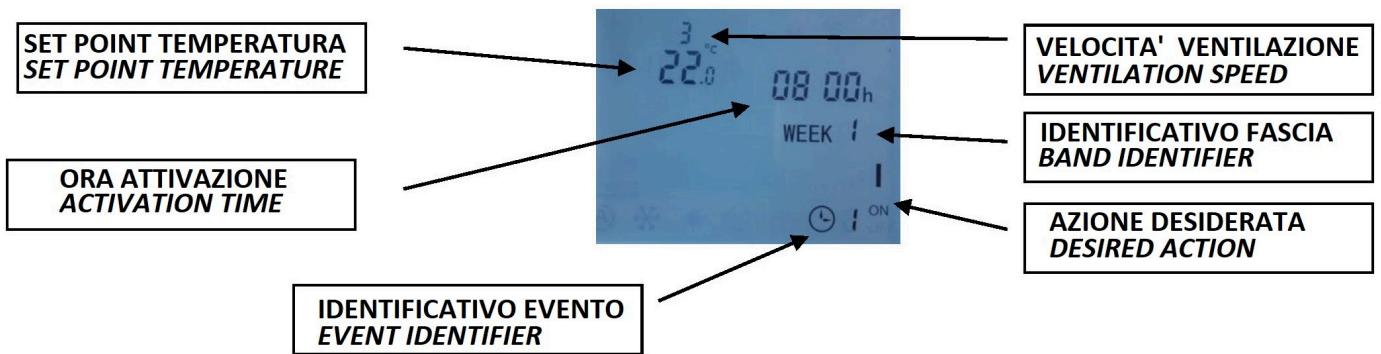 SET POINT TEMPERATURA
SET POINT TEMPERATURE
3
22.0 °C
08 00h
WEEK 1
ON
1
VELOCITA' VENTILAZIONE
VENTILATION SPEED
IDENTIFICATIVO FASCIA
BAND IDENTIFIER
ORA ATTIVAZIONE
ACTIVATION TIME
AZIONE DESIDERATA
DESIRED ACTION
IDENTIFICATIVO EVENTO
EVENT IDENTIFIER